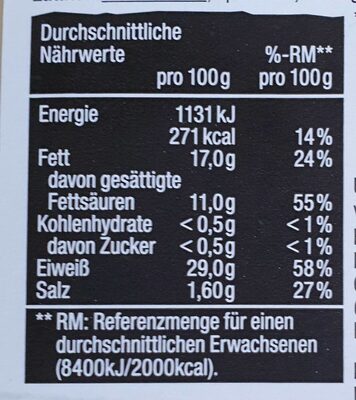 Durchschnittliche
Nährwerte %-RM**
pro 100g pro 100g
Energie 1131 kJ
271 kcal 14%
Fett 17,0g 24%
davon gesättigte
Fettsäuren 11,0g 55%
Kohlenhydrate < 0,5g < 1%
davon Zucker < 0,5g < 1%
Eiweiß 29,0g 58%
Salz 1,60g 27%
** RM: Referenzmenge für einen
durchschnittlichen Erwachsenen
(8400kJ/2000kcal).